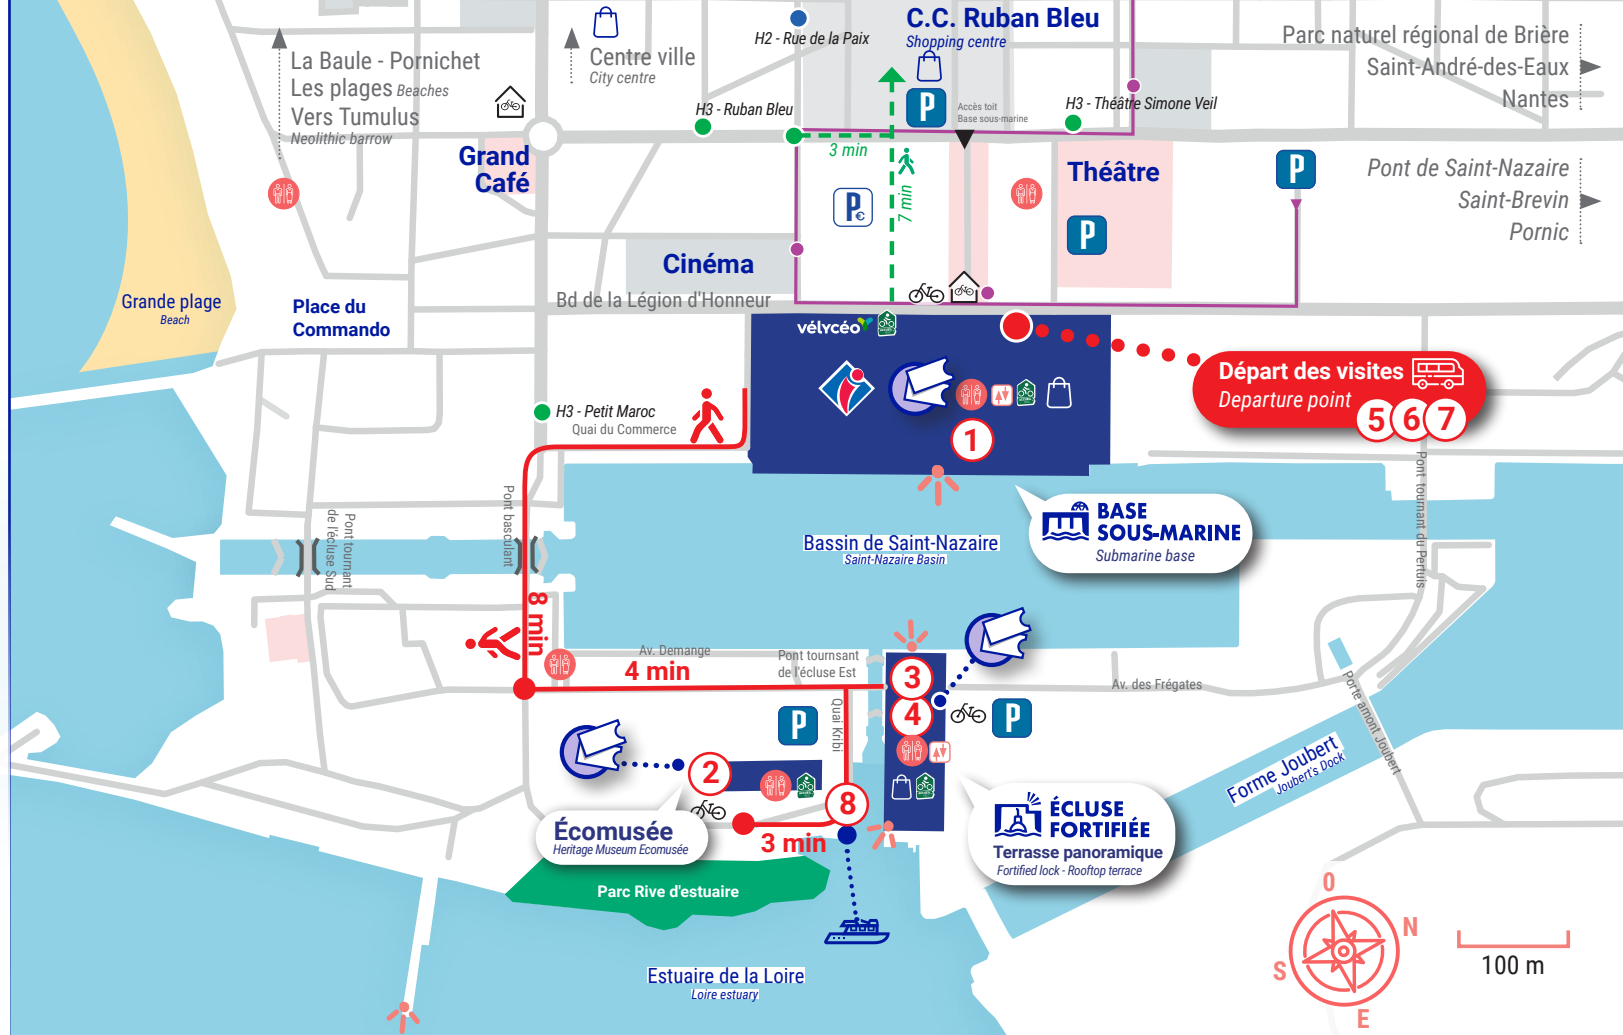 C.C. Ruban Bleu
Shopping centre
H2 - Rue de la Paix
La Baule - Pornichet
Les plages Beaches
Vers Tumulus
Neolithic barrow
Centre ville
City centre
Parc naturel régional de Brière
Saint-André-des-Eaux
Nantes
H3 - Ruban Bleu
P
Accès toit
Base sous-marine
H3 - Théâtre Simone Veil
Grand
Café
3 min
7 min
P€
Théâtre
P
P
Pont de Saint-Nazaire
Saint-Brevin
Pornic
Cinéma
Bd de la Légion d'Honneur
Grande plage
Beach
Place du
Commando
vélycéo
Départ des visites
Departure point
5 6 7
H3 - Petit Maroc
Quai du Commerce
1
Pont tournant
de l'écluse Sud
Pont basculant
Pont tournant du Pertuis
BASE
SOUS-MARINE
Submarine base
Bassin de Saint-Nazaire
Saint-Nazaire Basin
8 min
Av. Demange
4 min
Pont tournsant
de l'écluse Est
3
4
Av. des Frégates
P
P
Quai Kribi
Porte amont Joubert
Forme Joubert
Joubert's Dock
2
8
Écomusée
Heritage Museum Ecomusée
3 min
ÉCLUSE
FORTIFIÉE
Terrasse panoramique
Fortified lock - Rooftop terrace
Parc Rive d'estuaire
Estuaire de la Loire
Loire estuary
O
N
S
E
100 m